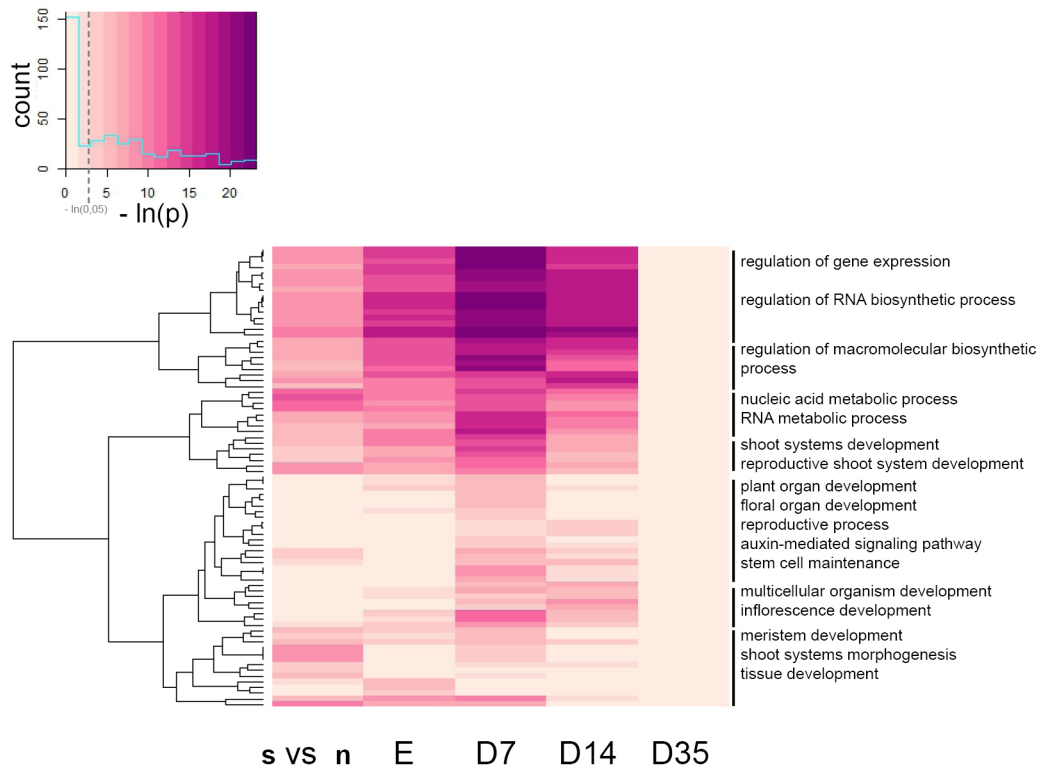 150
100
50
0
count
0 5 10 15 20
- ln(0,05)
- ln(p)
regulation of gene expression
regulation of RNA biosynthetic process
regulation of macromolecular biosynthetic
process
nucleic acid metabolic process
RNA metabolic process
shoot systems development
reproductive shoot system development
plant organ development
floral organ development
reproductive process
auxin-mediated signaling pathway
stem cell maintenance
multicellular organism development
inflorescence development
meristem development
shoot systems morphogenesis
tissue development
s vs n E D7 D14 D35